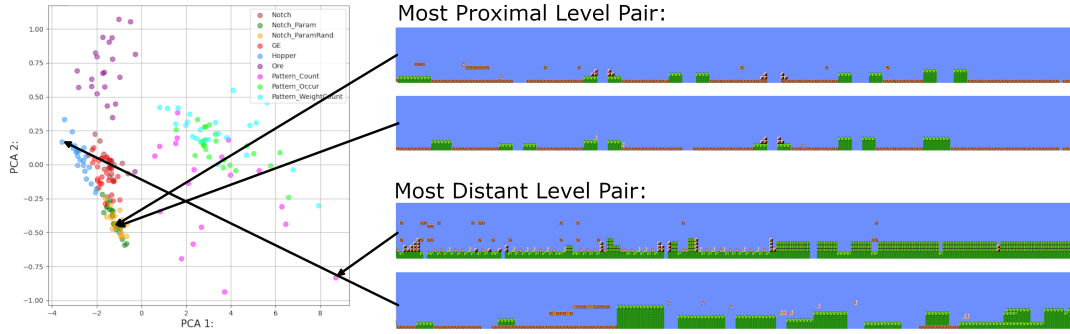 Most Proximal Level Pair:
1.00
0.75
0.50
0.25
0.00
−0.25
−0.50
−0.75
−1.00
PCA 2:
Notch
Notch_Param
Notch_ParamRand
GE
Hopper
Ore
Pattern_Count
Pattern_Occur
Pattern_WeightCount
Most Distant Level Pair:
−4
−2
0
2
4
6
8
PCA 1: